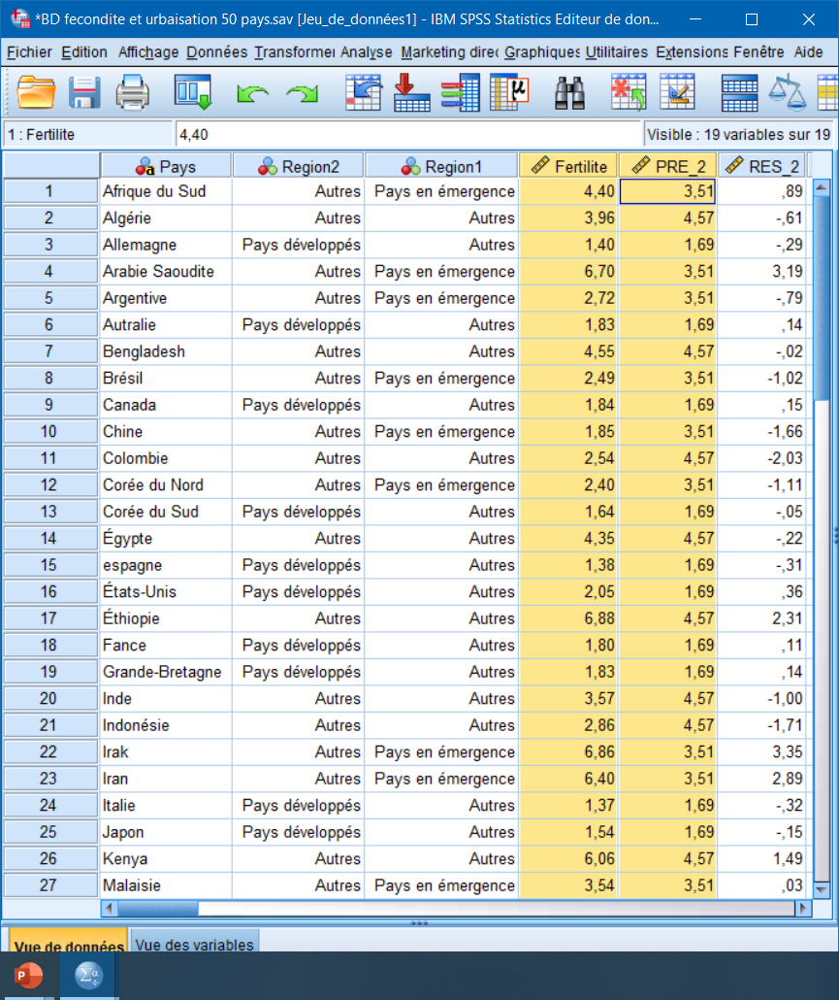 *BD fecondite et urbaisation 50 pays.sav [Jeu_de_données1] - IBM SPSS Statistics Editeur de don...
Fichier Edition Affichage Données Transformer Analyse Marketing direc Graphiques Utilitaires Extensions Fenêtre Aide
1 : Fertilite 4,40 Visible : 19 variables sur 19
Pays Region2 Region1 Fertilite PRE_2 RES_2
1 Afrique du Sud Autres Pays en émergence 4,40 3,51 ,89
2 Algérie Autres Autres 3,96 4,57 -,61
3 Allemagne Pays développés Autres 1,40 1,69 -,29
4 Arabie Saoudite Autres Pays en émergence 6,70 3,51 3,19
5 Argentive Autres Pays en émergence 2,72 3,51 -,79
6 Autralie Pays développés Autres 1,83 1,69 ,14
7 Bengladesh Autres Autres 4,55 4,57 -,02
8 Brésil Autres Pays en émergence 2,49 3,51 -1,02
9 Canada Pays développés Autres 1,84 1,69 ,15
10 Chine Autres Pays en émergence 1,85 3,51 -1,66
11 Colombie Autres Autres 2,54 4,57 -2,03
12 Corée du Nord Autres Pays en émergence 2,40 3,51 -1,11
13 Corée du Sud Pays développés Autres 1,64 1,69 -,05
14 Égypte Autres Autres 4,35 4,57 -,22
15 espagne Pays développés Autres 1,38 1,69 -,31
16 États-Unis Pays développés Autres 2,05 1,69 ,36
17 Éthiopie Autres Autres 6,88 4,57 2,31
18 Fance Pays développés Autres 1,80 1,69 ,11
19 Grande-Bretagne Pays développés Autres 1,83 1,69 ,14
20 Inde Autres Autres 3,57 4,57 -1,00
21 Indonésie Autres Autres 2,86 4,57 -1,71
22 Irak Autres Pays en émergence 6,86 3,51 3,35
23 Iran Autres Pays en émergence 6,40 3,51 2,89
24 Italie Pays développés Autres 1,37 1,69 -,32
25 Japon Pays développés Autres 1,54 1,69 -,15
26 Kenya Autres Autres 6,06 4,57 1,49
27 Malaisie Autres Pays en émergence 3,54 3,51 ,03
Vue de données Vue des variables